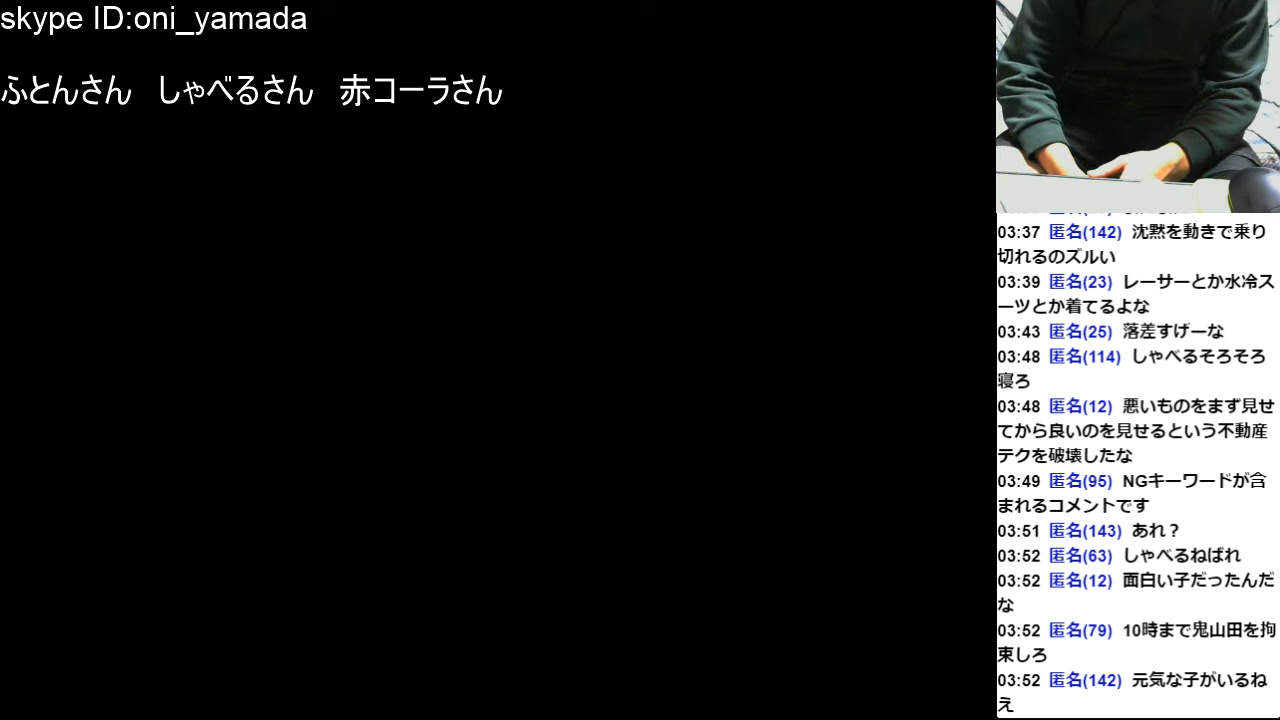 skype ID:oni_yamada
ふとんさん　しゃべるさん　赤コーラさん
03:37 匿名(142) 沈黙を動きで乗り
切れるのズルい
03:39 匿名(23) レーサーとか水冷ス
ーツとか着てるよな
03:43 匿名(25) 落差すげーな
03:48 匿名(114) しゃべるそろそろ
寝ろ
03:48 匿名(12) 悪いものをまず見せ
てから良いのを見せるという不動産
テクを破壊したな
03:49 匿名(95) NGキーワードが含
まれるコメントです
03:51 匿名(143) あれ？
03:52 匿名(63) しゃべるねばれ
03:52 匿名(12) 面白い子だったんだ
な
03:52 匿名(79) 10時まで鬼山田を拘
束しろ
03:52 匿名(142) 元気な子がいるね
え